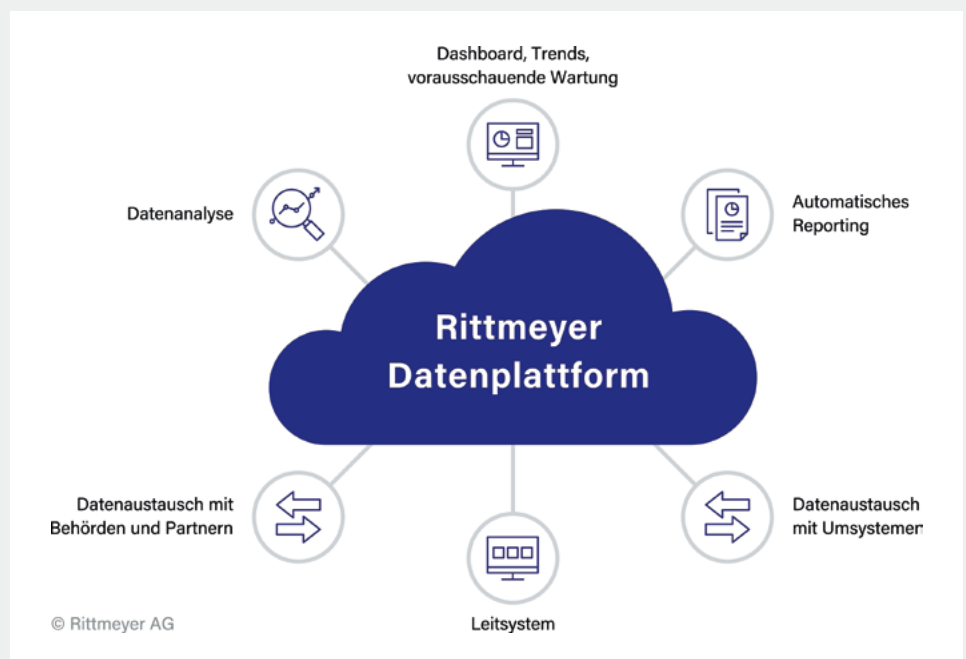 Dashboard, Trends,
vorausschauende Wartung
Datenanalyse
Automatisches
Reporting
Rittmeyer
Datenplattform
Datenaustausch mit
Behörden und Partnern
Datenaustausch
mit Umsystemen
Leitsystem
© Rittmeyer AG